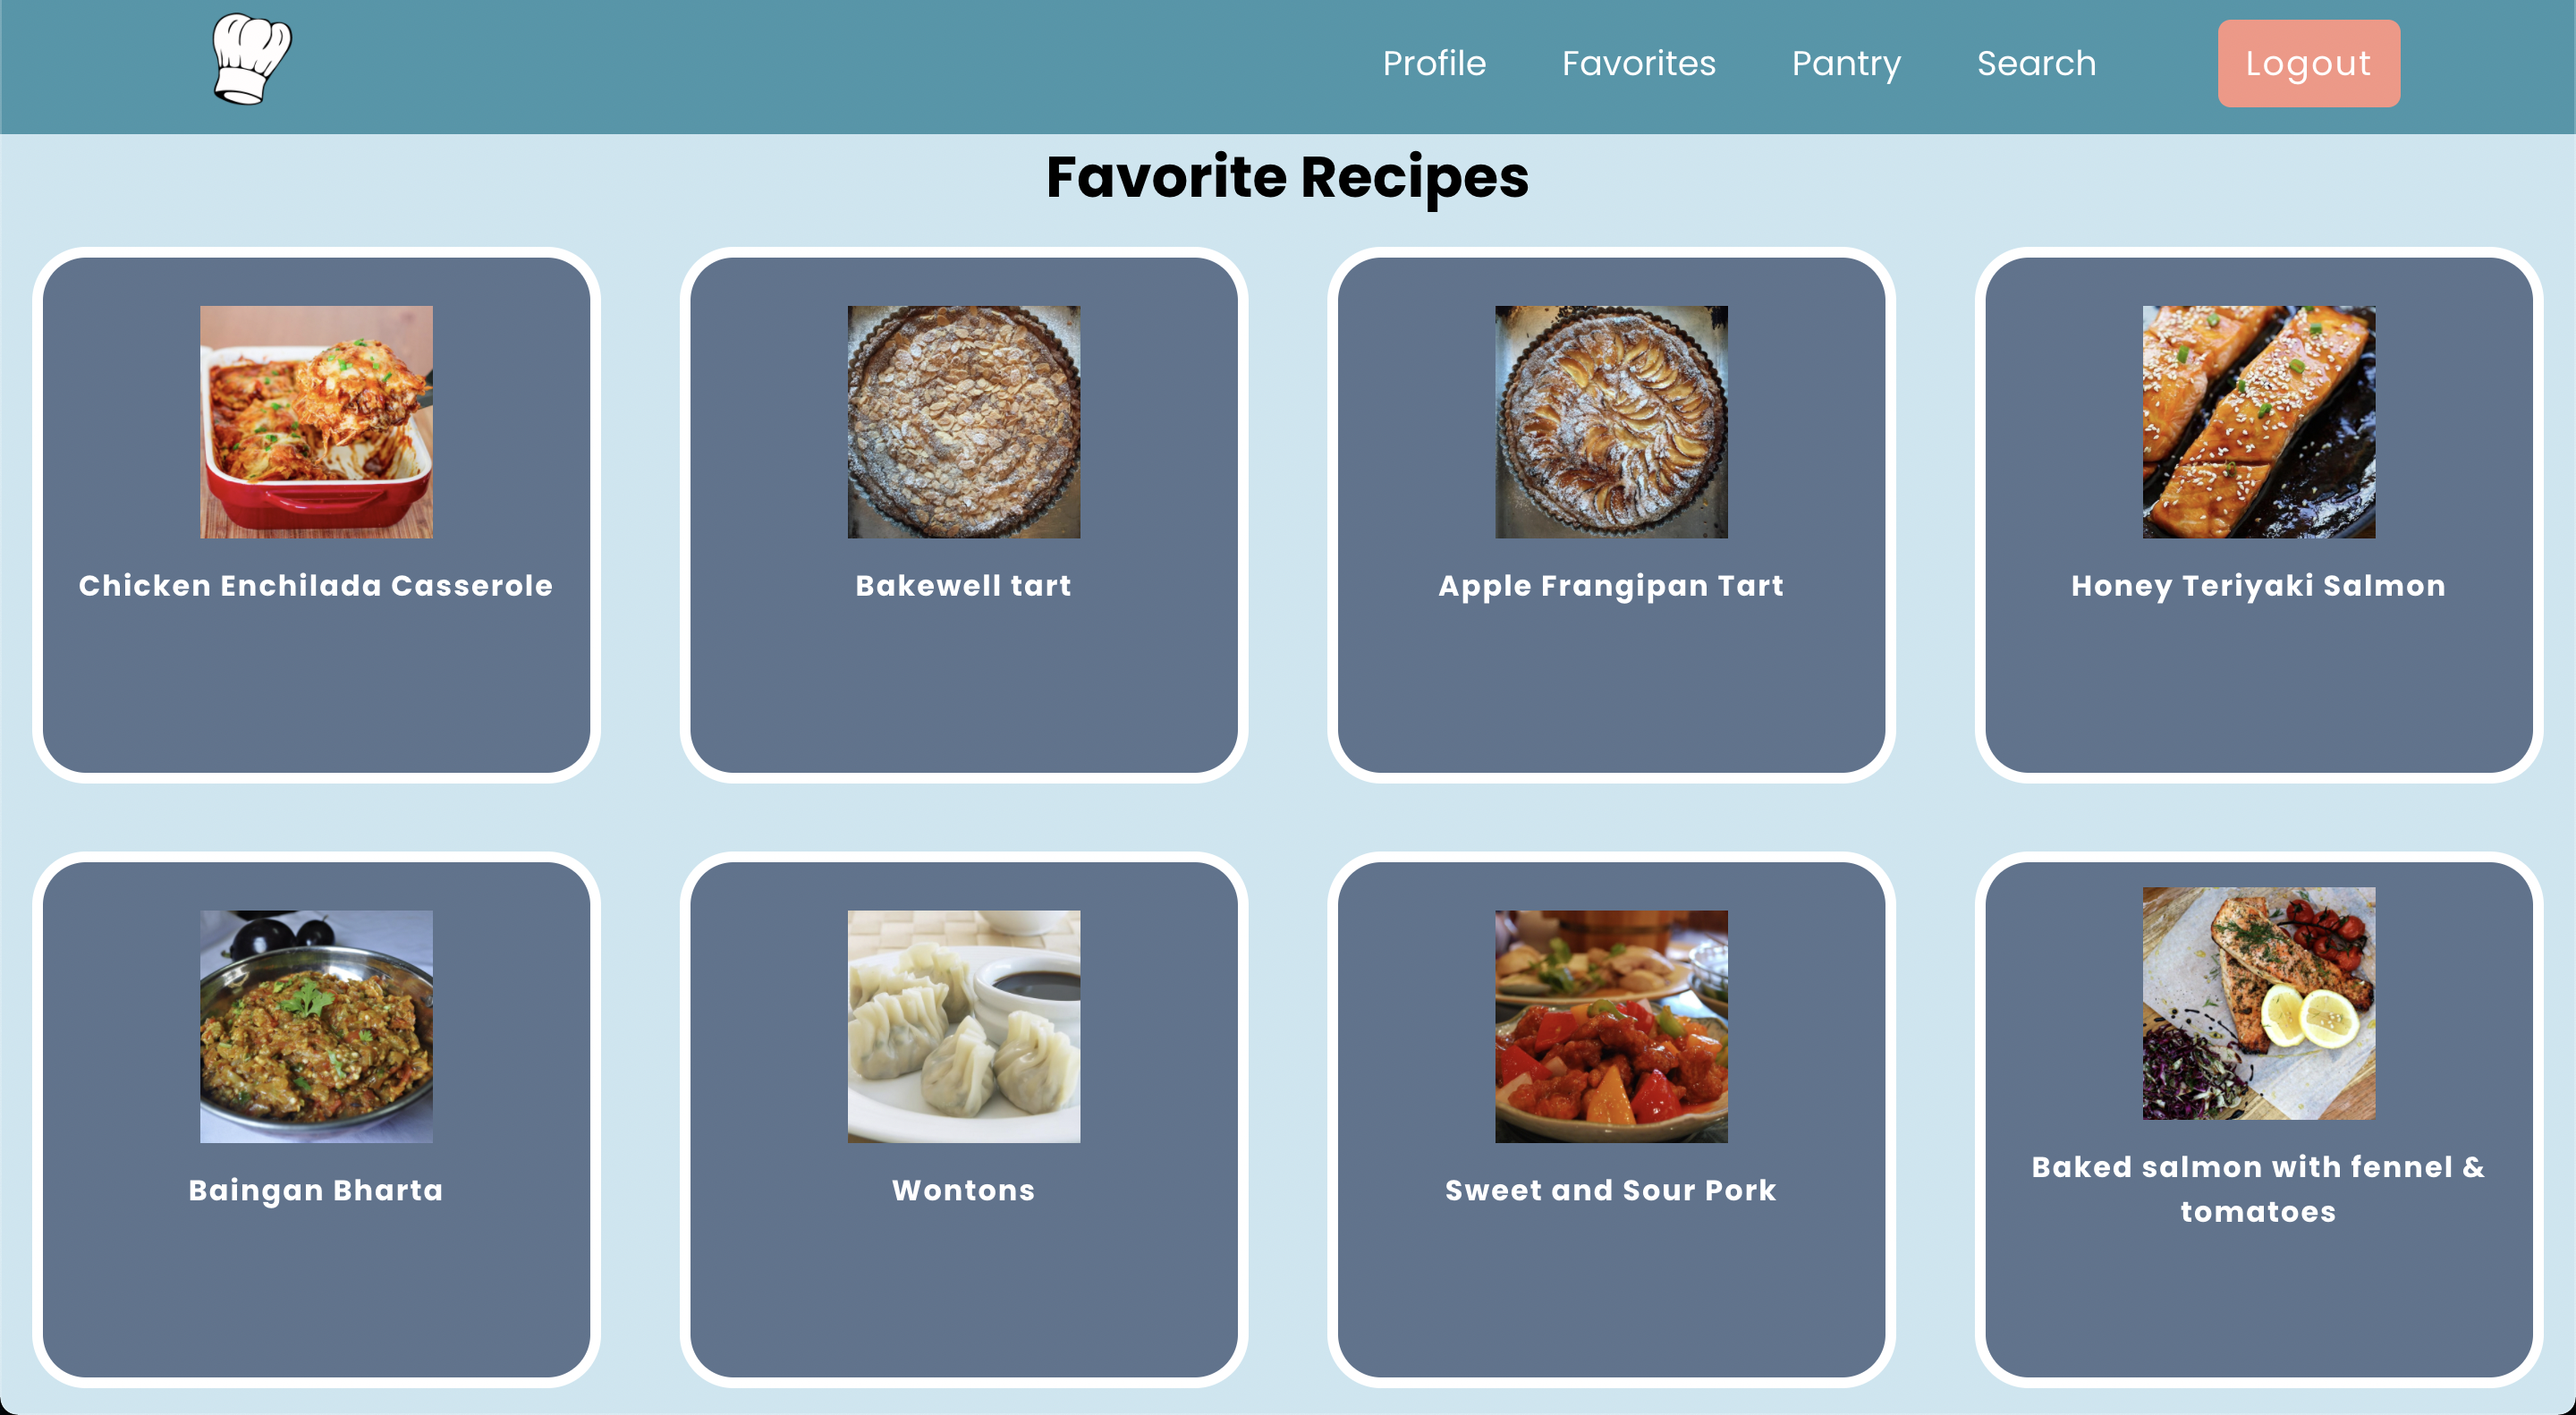 Profile Favorites Pantry Search Logout
Favorite Recipes
Chicken Enchilada Casserole
Bakewell tart
Apple Frangipan Tart
Honey Teriyaki Salmon
Baingan Bharta
Wontons
Sweet and Sour Pork
Baked salmon with fennel &
tomatoes